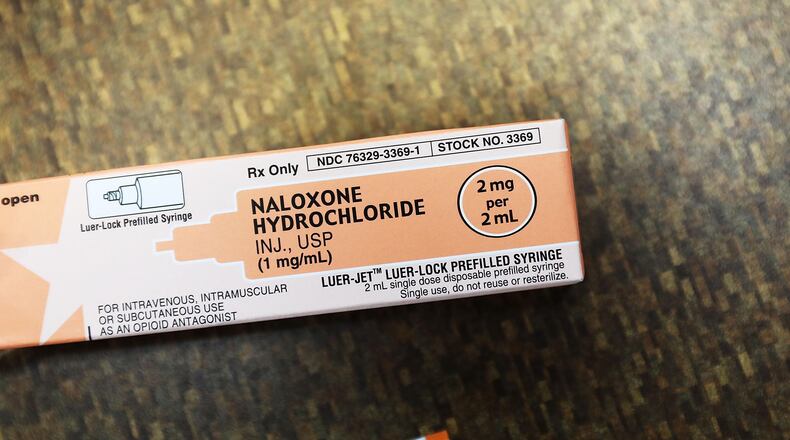 open
Luer-Lock Prefilled Syringe
Rx Only NDC 76329-3369-1 STOCK NO. 3369
NALOXONE
HYDROCHLORIDE
INJ., USP
(1 mg/mL)
2 mg
per
2 mL
LUER-JET™ LUER-LOCK PREFILLED SYRINGE
2 mL single dose disposable prefilled syringe
Single use, do not reuse or resterilize.
FOR INTRAVENOUS, INTRAMUSCULAR
OR SUBCUTANEOUS USE
AS AN OPIOID ANTAGONIST